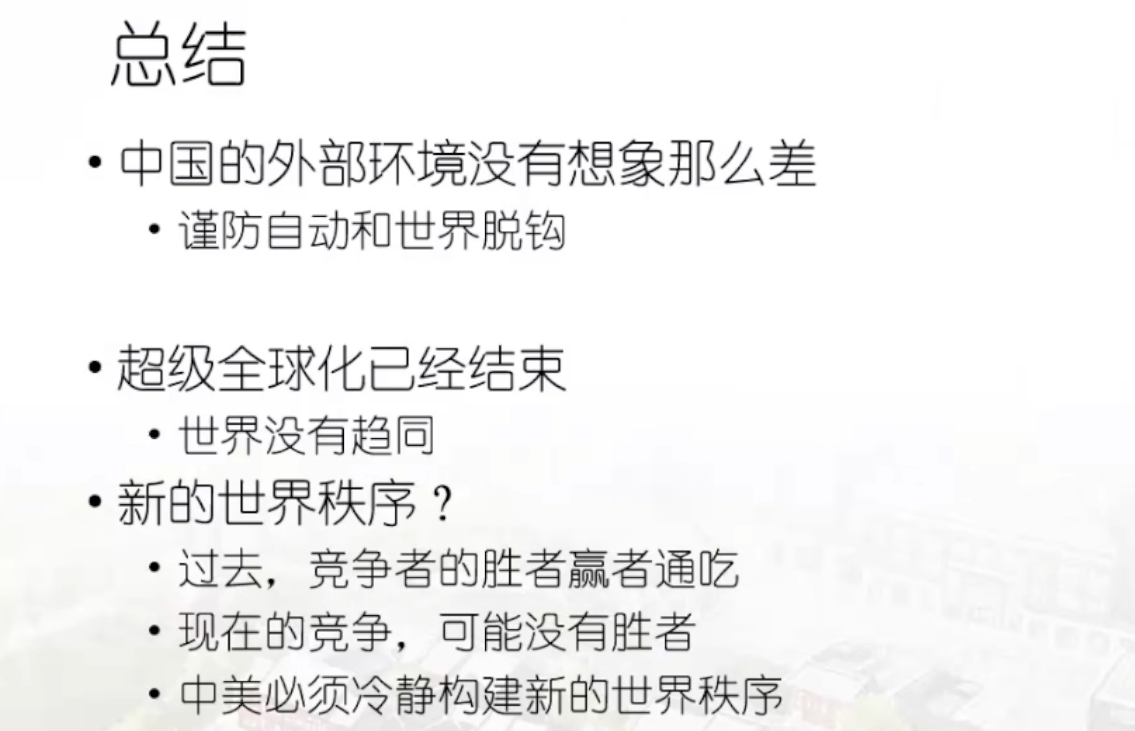 总结
• 中国的外部环境没有想象那么差
• 谨防自动和世界脱钩
• 超级全球化已经结束
• 世界没有趋同
• 新的世界秩序？
• 过去，竞争者的胜者赢者通吃
• 现在的竞争，可能没有胜者
• 中美必须冷静构建新的世界秩序